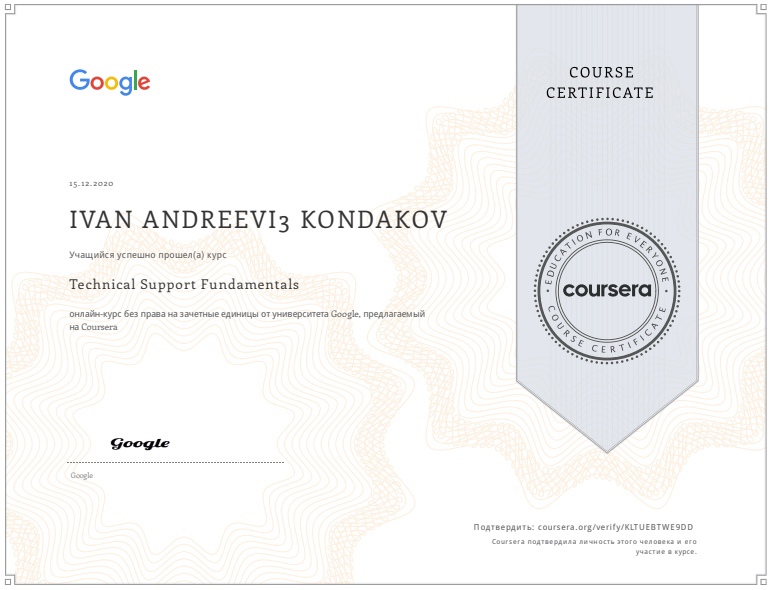 Google
COURSE
CERTIFICATE
15.12.2020
IVAN ANDREEVI3 KONDAKOV
Учащийся успешно прошел(а) курс
Technical Support Fundamentals
онлайн-курс без права на зачетные единицы от университета Google, предлагаемый
на Coursera
EDUCATION FOR EVERYONE
coursera
COURSE CERTIFICATE
Google
Google
Подтвердить: coursera.org/verify/KLTUEBTWE9DD
Coursera подтвердила личность этого человека и его
участие в курсе.